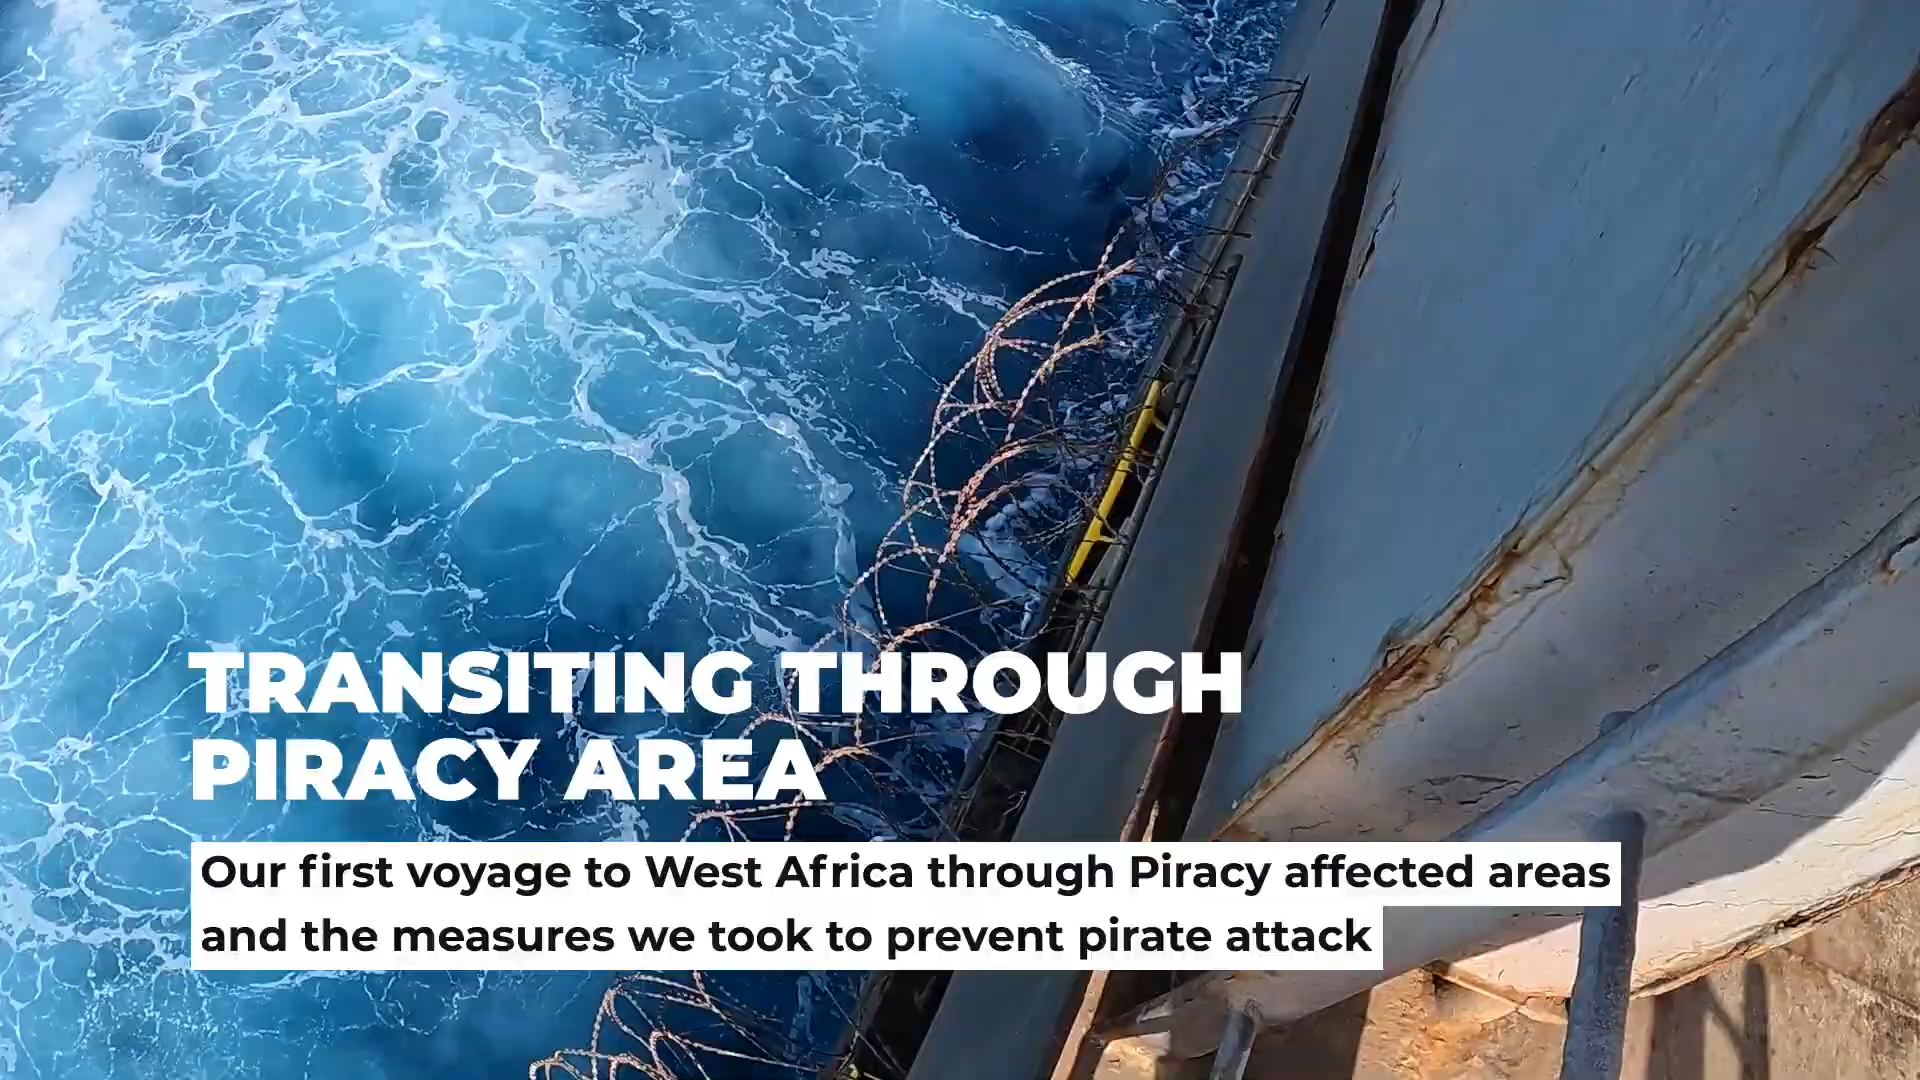 TRANSITING THROUGH
PIRACY AREA
Our first voyage to West Africa through Piracy affected areas
and the measures we took to prevent pirate attack